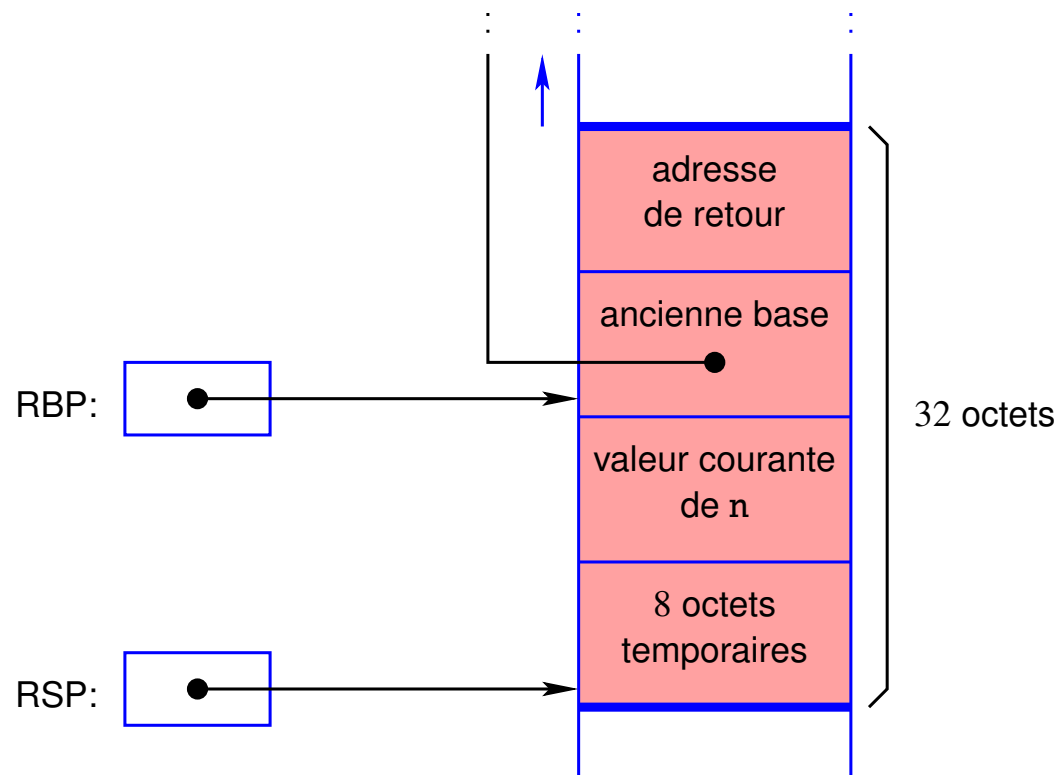 adresse
de retour
ancienne base
RBP:
32 octets
valeur courante
de n
8 octets
temporaires
RSP: